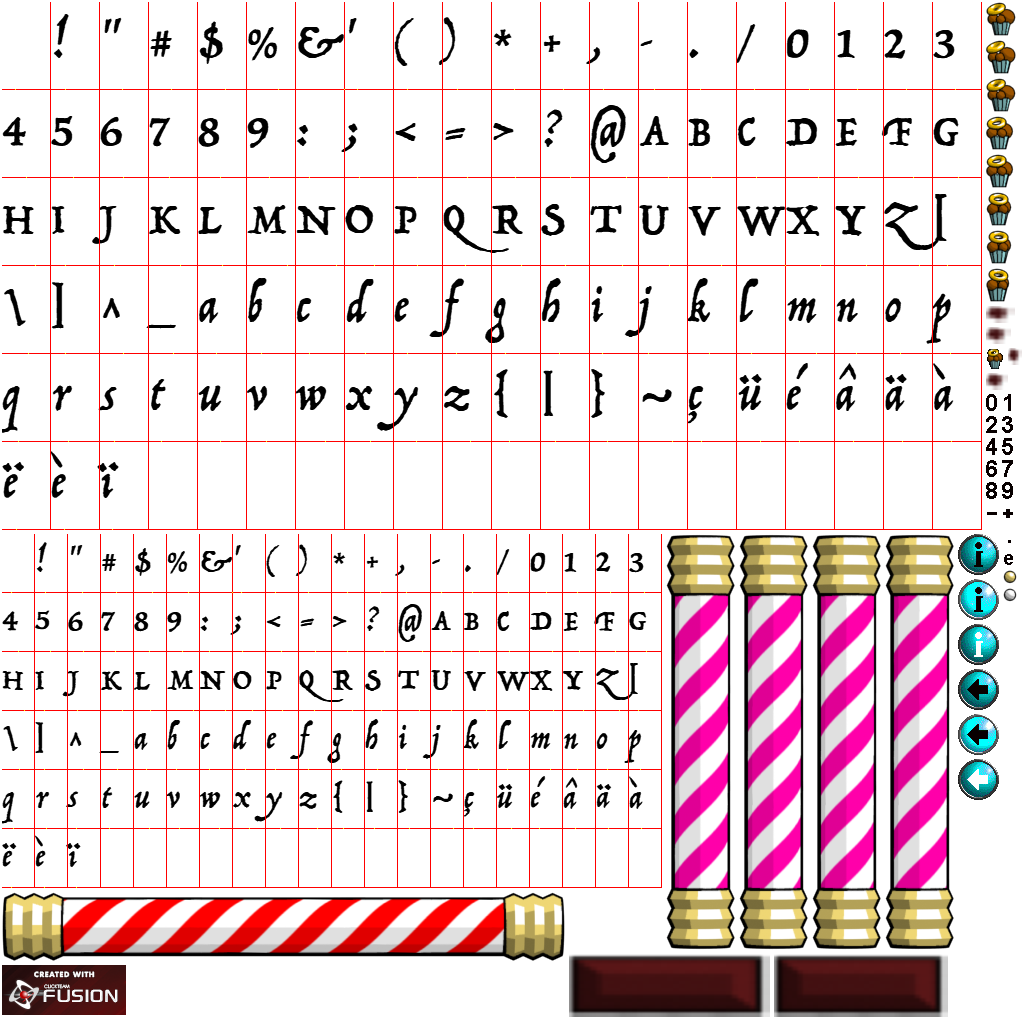 ! " # $ % & ' ( ) * + , - . / 0 1 2 3
4 5 6 7 8 9 : ; < = > ? @ A B C D E F G
H I J K L M N O P Q R S T U V W X Y Z [
\ ] ^ _ a b c d e f g h i j k l m n o p
q r s t u v w x y z { | } ~ ç ü é â ä à
ë è ï
0 1
2 3
4 5
6 7
8 9
- +
.
e
! " # $ % & ' ( ) * + , - . / 0 1 2 3
4 5 6 7 8 9 : ; < = > ? @ A B C D E F G
H I J K L M N O P Q R S T U V W X Y Z [
\ ] ^ _ a b c d e f g h i j k l m n o p
q r s t u v w x y z { | } ~ ç ü é â ä à
ë è ï
i
i
i
CREATED WITH
CLICKTEAM
FUSION